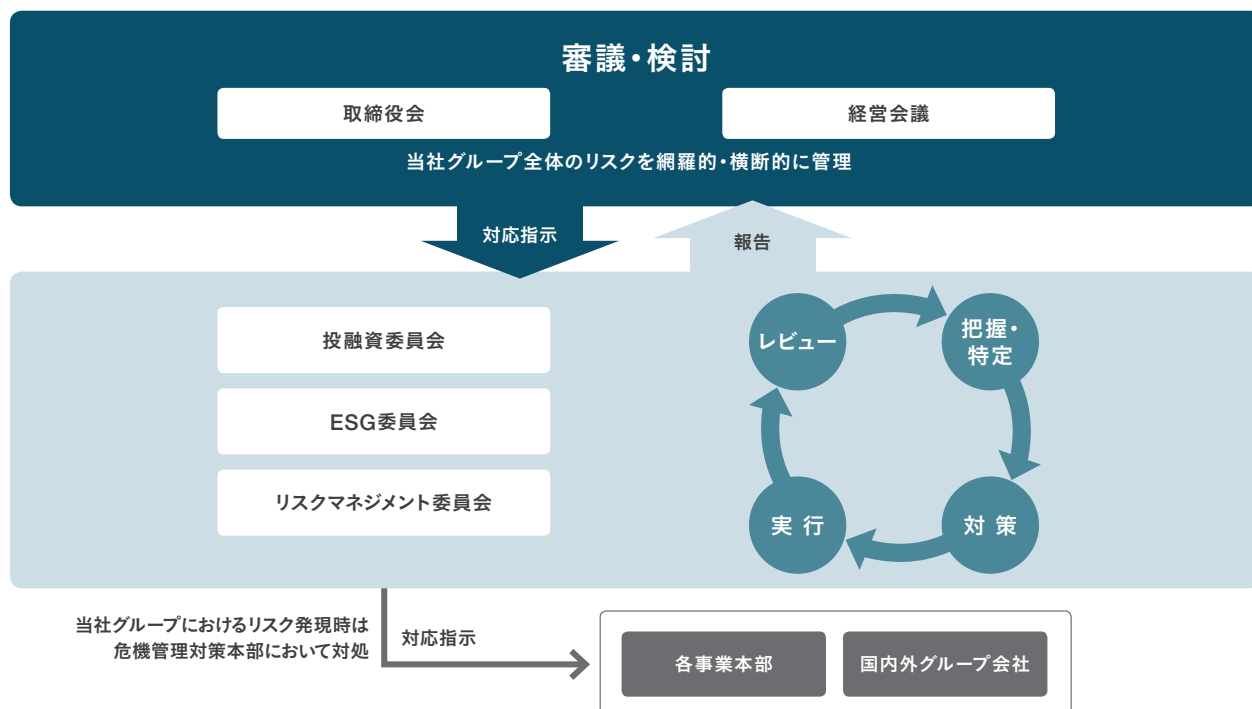 審議・検討
取締役会
経営会議
当社グループ全体のリスクを網羅的・横断的に管理
対応指示
報告
投融資委員会
ESG委員会
リスクマネジメント委員会
レビュー
把握・
特定
対策
実行
当社グループにおけるリスク発現時は
危機管理対策本部において対処
対応指示
各事業本部
国内外グループ会社